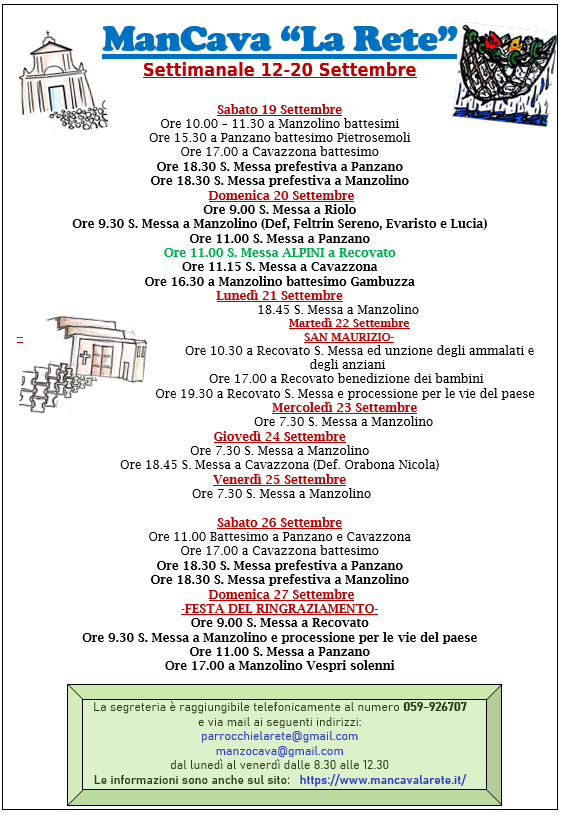 ManCava “La Rete”
Settimanale 12-20 Settembre
Sabato 19 Settembre
Ore 10.00 – 11.30 a Manzolino battesimi
Ore 15.30 a Panzano battesimo Pietrosemoli
Ore 17.00 a Cavazzona battesimo
Ore 18.30 S. Messa prefestiva a Panzano
Ore 18.30 S. Messa prefestiva a Manzolino
Domenica 20 Settembre
Ore 9.00 S. Messa a Riolo
Ore 9.30 S. Messa a Manzolino (Def, Feltrin Sereno, Evaristo e Lucia)
Ore 11.00 S. Messa a Panzano
Ore 11.00 S. Messa ALPINI a Recovato
Ore 11.15 S. Messa a Cavazzona
Ore 16.30 a Manzolino battesimo Gambuzza
Lunedì 21 Settembre
18.45 S. Messa a Manzolino
Martedì 22 Settembre
SAN MAURIZIO-
Ore 10.30 a Recovato S. Messa ed unzione degli ammalati e
degli anziani
Ore 17.00 a Recovato benedizione dei bambini
Ore 19.30 a Recovato S. Messa e processione per le vie del paese
Mercoledì 23 Settembre
Ore 7.30 S. Messa a Manzolino
Giovedì 24 Settembre
Ore 7.30 S. Messa a Manzolino
Ore 18.45 S. Messa a Cavazzona (Def. Orabona Nicola)
Venerdì 25 Settembre
Ore 7.30 S. Messa a Manzolino
Sabato 26 Settembre
Ore 11.00 Battesimo a Panzano e Cavazzona
Ore 17.00 a Cavazzona battesimo
Ore 18.30 S. Messa prefestiva a Panzano
Ore 18.30 S. Messa prefestiva a Manzolino
Domenica 27 Settembre
-FESTA DEL RINGRAZIAMENTO-
Ore 9.00 S. Messa a Recovato
Ore 9.30 S. Messa a Manzolino e processione per le vie del paese
Ore 11.00 S. Messa a Panzano
Ore 17.00 a Manzolino Vespri solenni
La segreteria è raggiungibile telefonicamente al numero 059-926707
e via mail ai seguenti indirizzi:
parrocchielarete@gmail.com
manzocava@gmail.com
dal lunedì al venerdì dalle 8.30 alle 12.30
Le informazioni sono anche sul sito: https://www.mancavalarete.it/